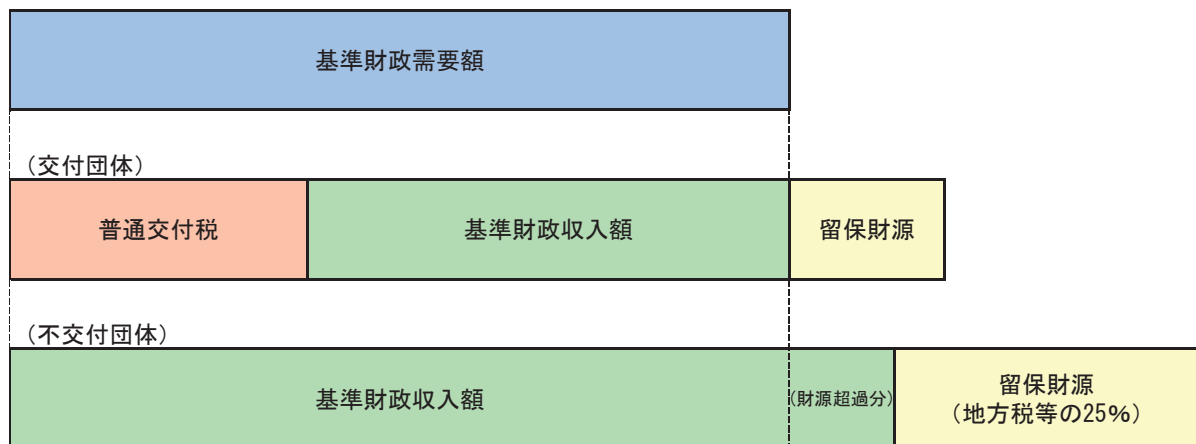 基準財政需要額
(交付団体)
普通交付税
基準財政収入額
留保財源
(不交付団体)
基準財政収入額
(財源超過分)
留保財源
(地方税等の25%)